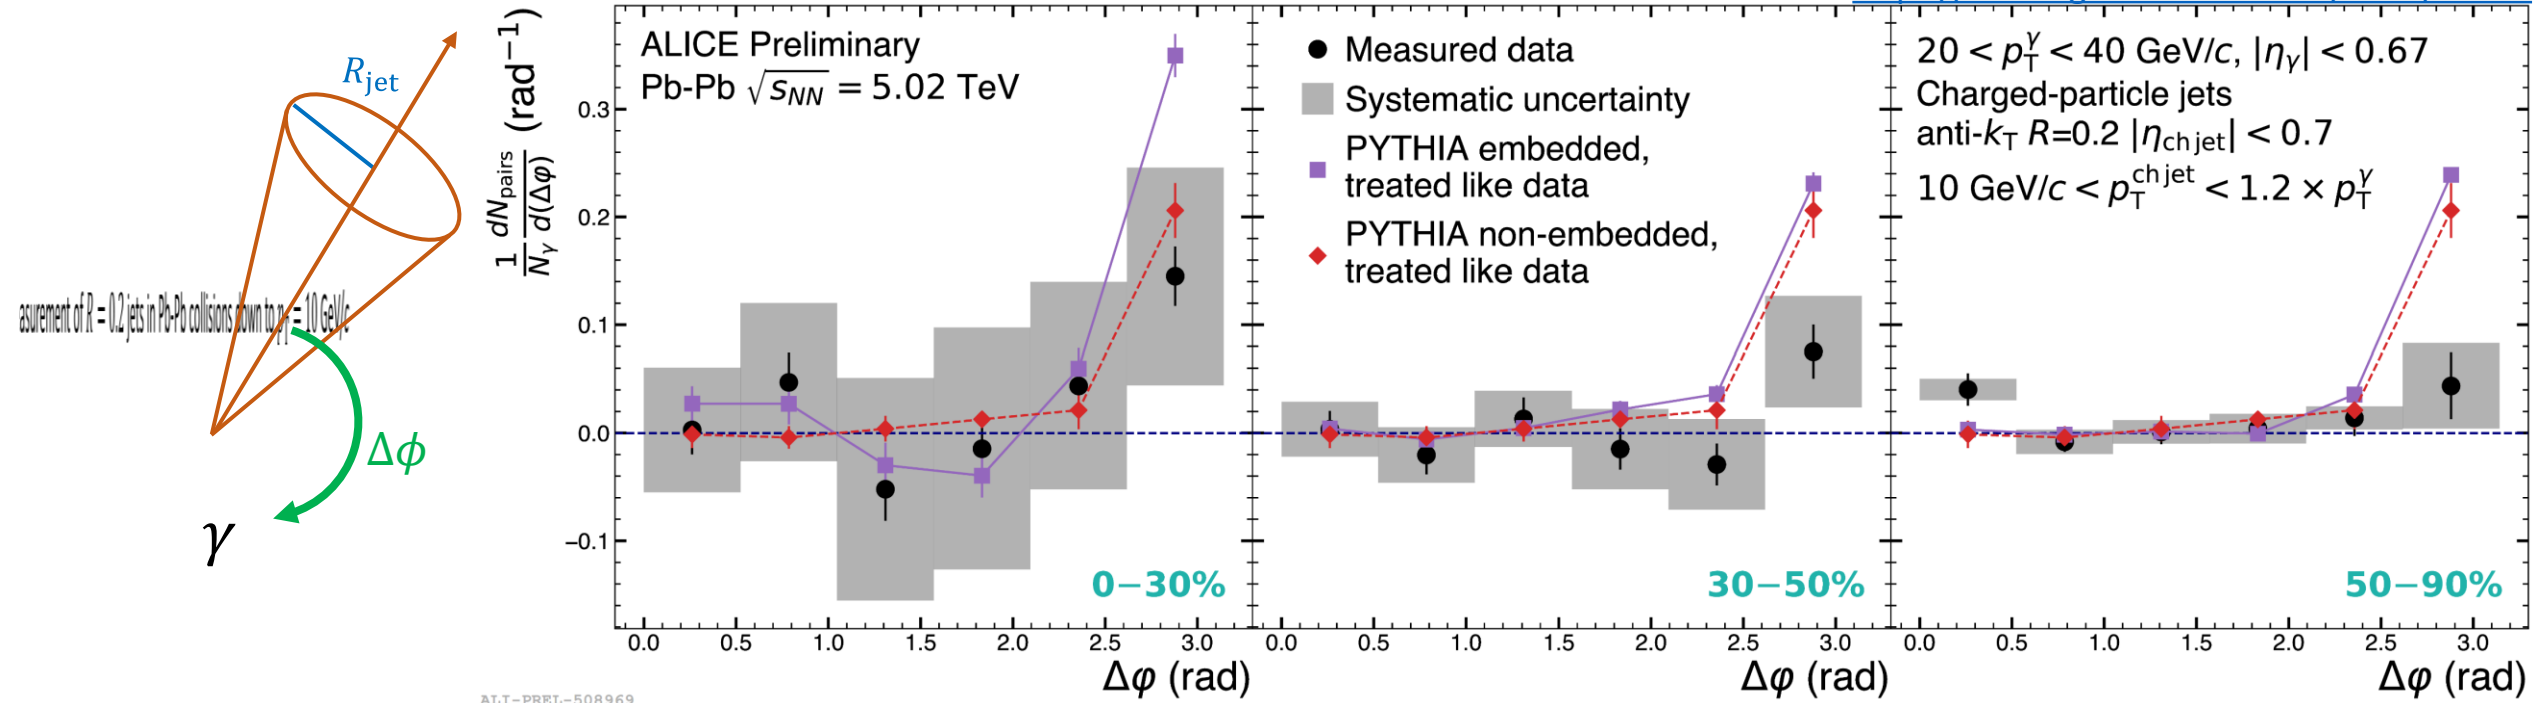 R_jet
asurement of R = 0.2 jets in Pb-Pb collisions down to p_T = 10 GeV/c
Δϕ
γ
1/N_γ dN_pairs/d(Δφ) (rad⁻¹)
0.3
0.2
0.1
0.0
−0.1
ALICE Preliminary
Pb-Pb √s_NN = 5.02 TeV
0−30%
0.0 0.5 1.0 1.5 2.0 2.5 3.0
Δφ (rad)
Measured data
Systematic uncertainty
PYTHIA embedded,
treated like data
PYTHIA non-embedded,
treated like data
30−50%
0.0 0.5 1.0 1.5 2.0 2.5 3.0
Δφ (rad)
20 < p_T^γ < 40 GeV/c, |η_γ| < 0.67
Charged-particle jets
anti-k_T R=0.2 |η_ch jet| < 0.7
10 GeV/c < p_T^ch jet < 1.2 × p_T^γ
50−90%
0.0 0.5 1.0 1.5 2.0 2.5 3.0
Δφ (rad)
ALI-PREL-508969